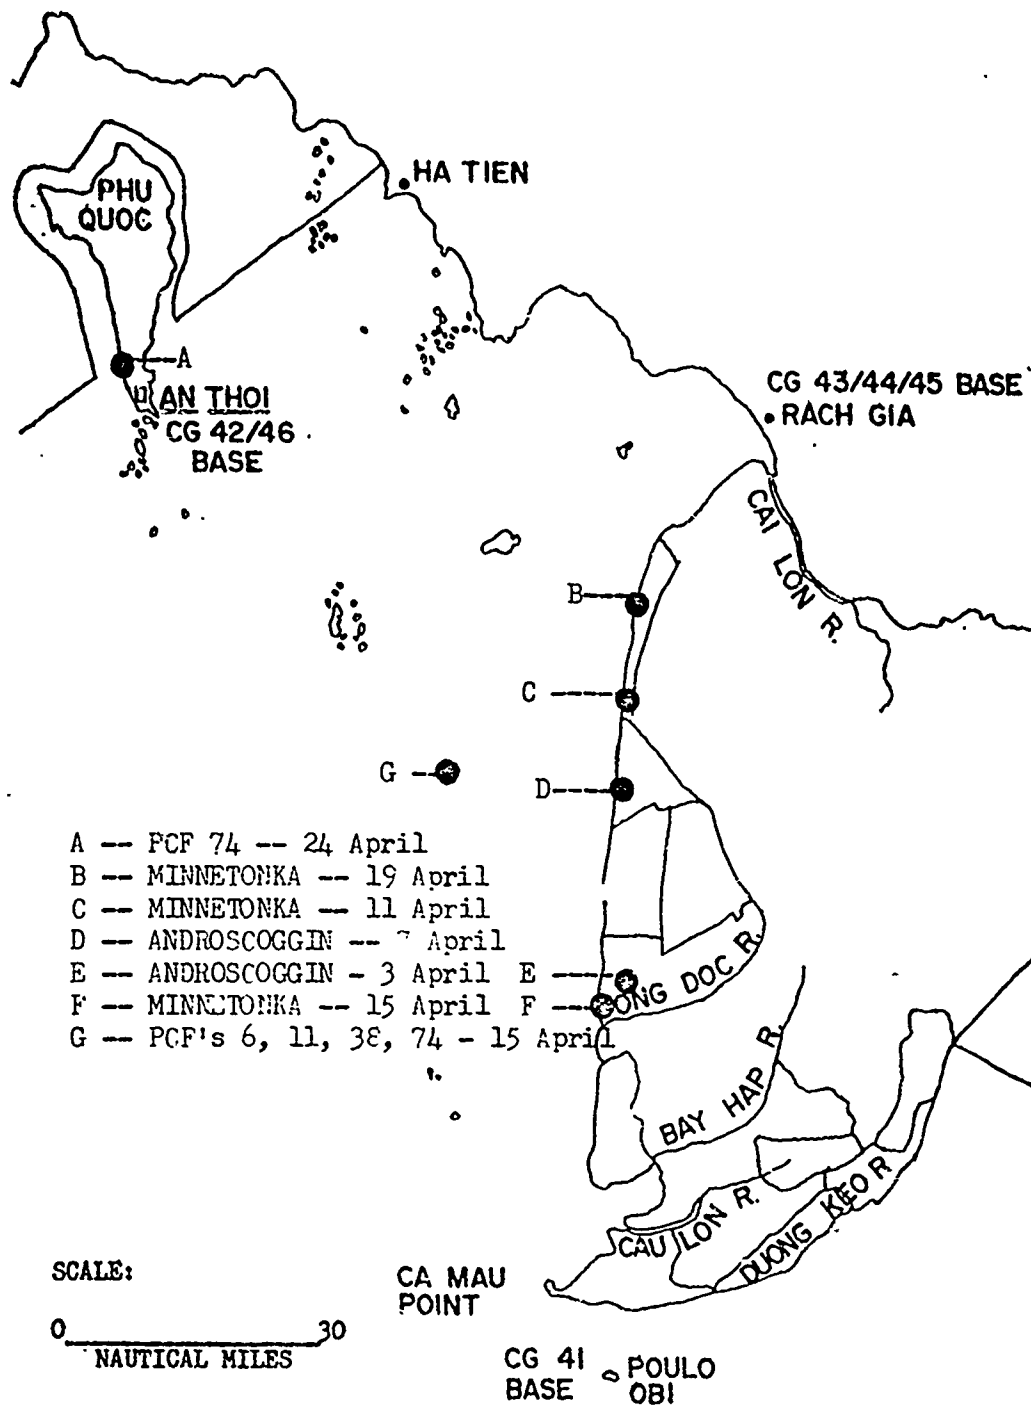 HA TIEN
PHU
QUOC
A
AN THOI
CG 42/46
BASE
CG 43/44/45 BASE
RACH GIA
CAI LON R.
B
C
G
D
A -- PCF 74 -- 24 April
B -- MINNETONKA -- 19 April
C -- MINNETONKA -- 11 April
D -- ANDROSCOGGIN -- April
E -- ANDROSCOGGIN - 3 April
F -- MINNETONKA -- 15 April
G -- PCF's 6, 11, 38, 74 - 15 April
E
F
ONG DOC R.
BAY HAP R.
CAU LON R.
DUONG KEO R
SCALE:
0 30
NAUTICAL MILES
CA MAU
POINT
CG 41
BASE
POULO
OBI